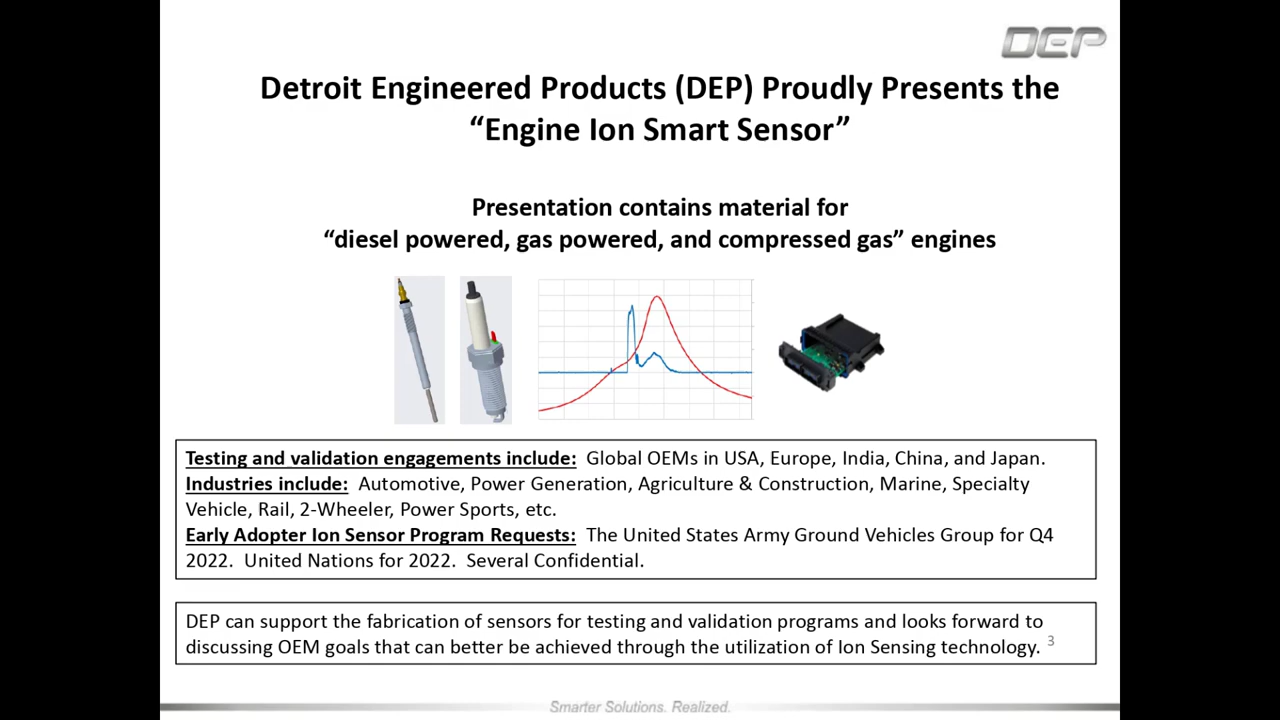 DEP
Detroit Engineered Products (DEP) Proudly Presents the
“Engine Ion Smart Sensor”
Presentation contains material for
“diesel powered, gas powered, and compressed gas” engines
Testing and validation engagements include: Global OEMs in USA, Europe, India, China, and Japan.
Industries include: Automotive, Power Generation, Agriculture & Construction, Marine, Specialty
Vehicle, Rail, 2-Wheeler, Power Sports, etc.
Early Adopter Ion Sensor Program Requests: The United States Army Ground Vehicles Group for Q4
2022. United Nations for 2022. Several Confidential.
DEP can support the fabrication of sensors for testing and validation programs and looks forward to
discussing OEM goals that can better be achieved through the utilization of Ion Sensing technology. 3
Smarter Solutions. Realized.